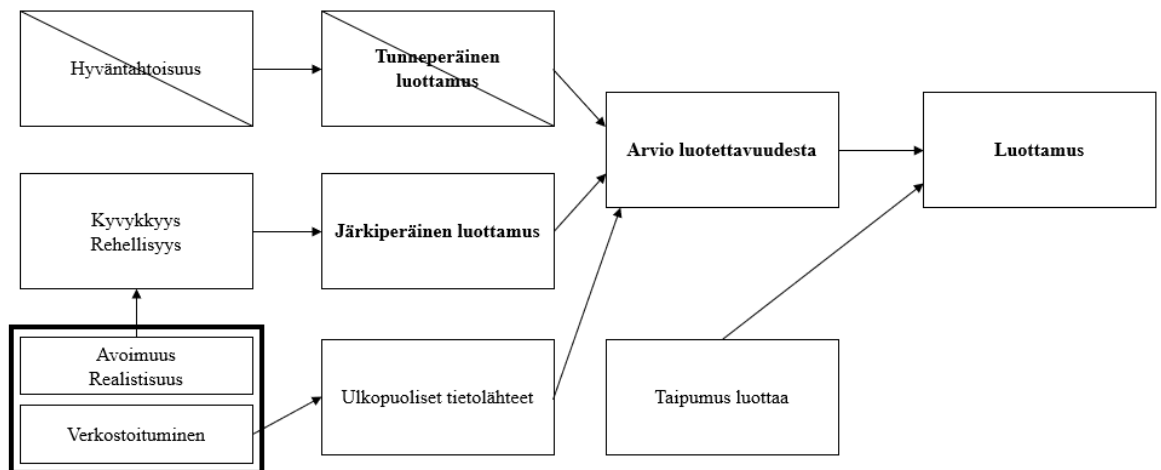 Hyväntahtoisuus
Tunneperäinen
luottamus
Arvio luotettavuudesta
Luottamus
Kyvykkyys
Rehellisyys
Järkiperäinen luottamus
Avoimuus
Realistisuus
Verkostoituminen
Ulkopuoliset tietolähteet
Taipumus luottaa